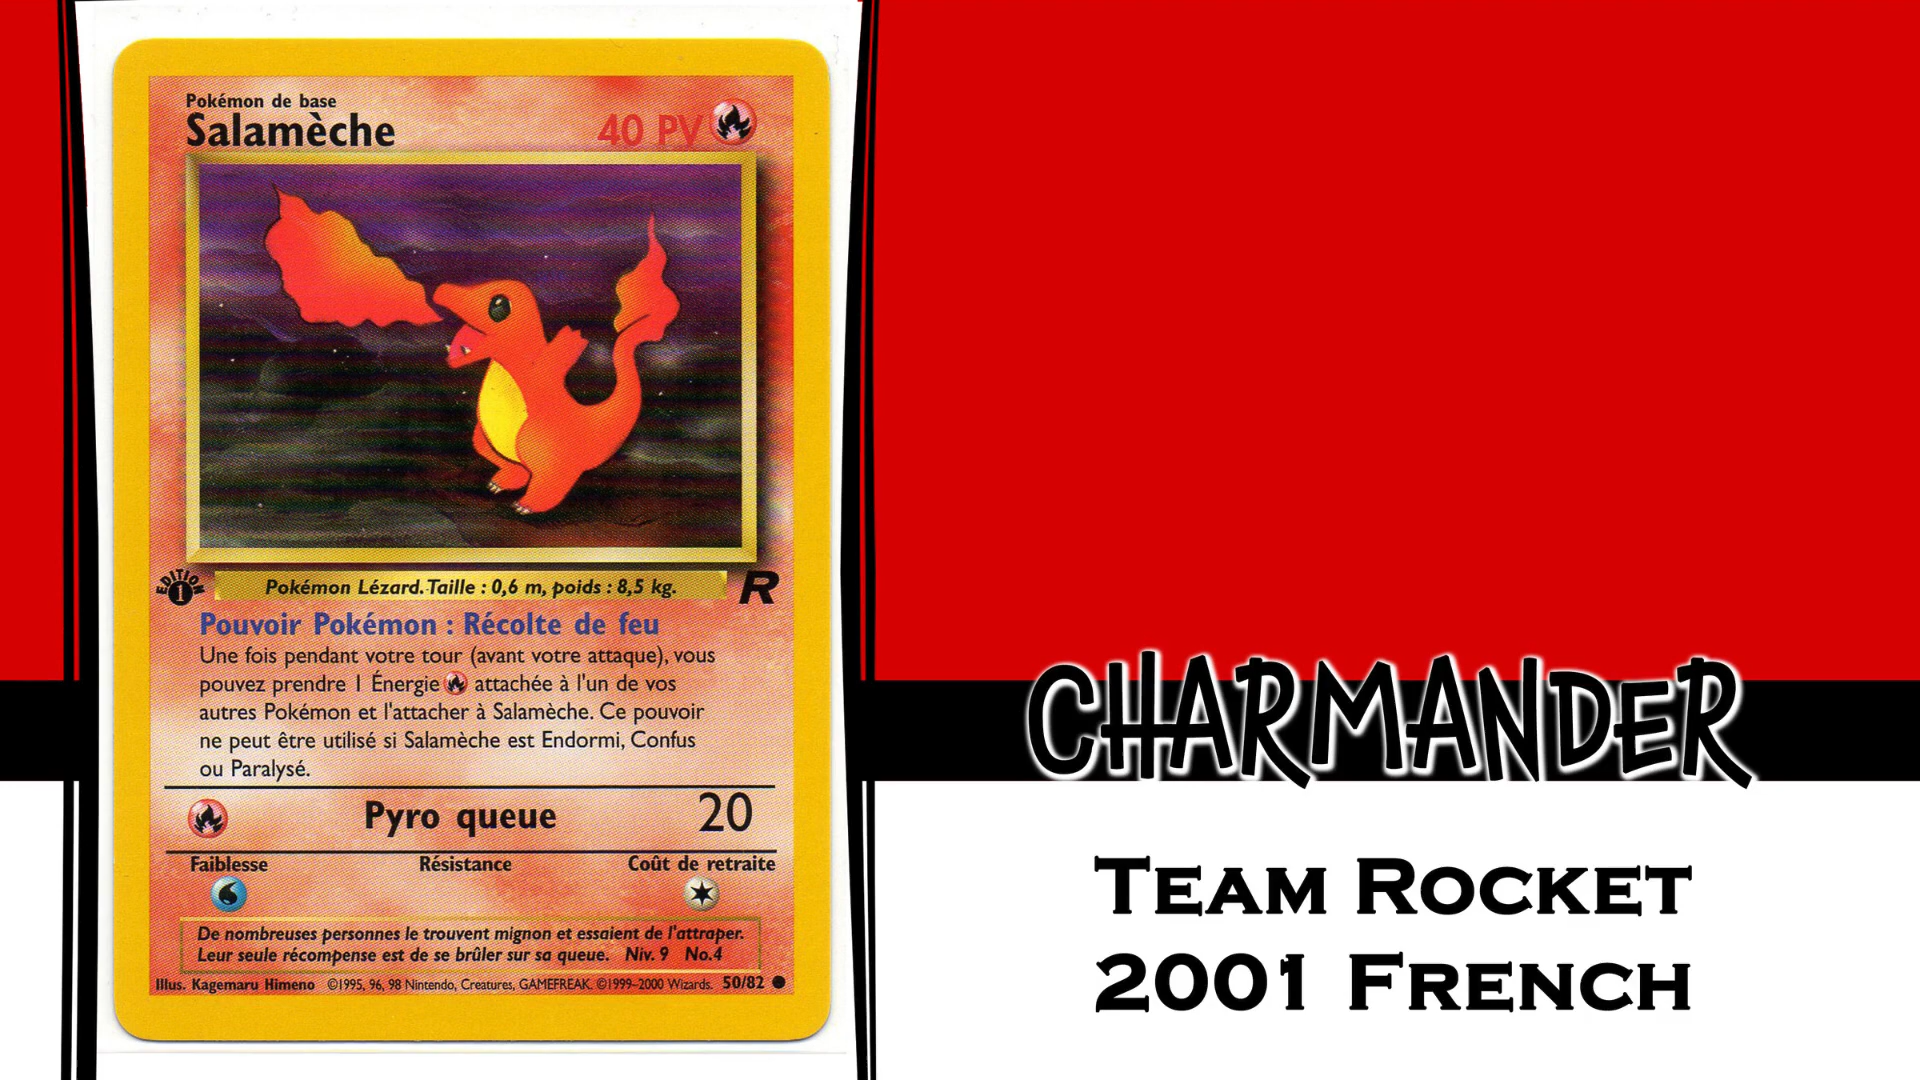 Pokémon de base
Salamèche
40 PV
EDITION
1
Pokémon Lézard. Taille : 0,6 m, poids : 8,5 kg.
R
Pouvoir Pokémon : Récolte de feu
Une fois pendant votre tour (avant votre attaque), vous
pouvez prendre 1 Énergie attachée à l'un de vos
autres Pokémon et l'attacher à Salamèche. Ce pouvoir
ne peut être utilisé si Salamèche est Endormi, Confus
ou Paralysé.
Pyro queue 20
Faiblesse Résistance Coût de retraite
De nombreuses personnes le trouvent mignon et essaient de l'attraper.
Leur seule récompense est de se brûler sur sa queue. Niv. 9 No.4
Illus. Kagemaru Himeno ©1995, 96, 98 Nintendo, Creatures, GAMEFREAK. ©1999–2000 Wizards. 50/82
CHARMANDER
TEAM ROCKET
2001 FRENCH